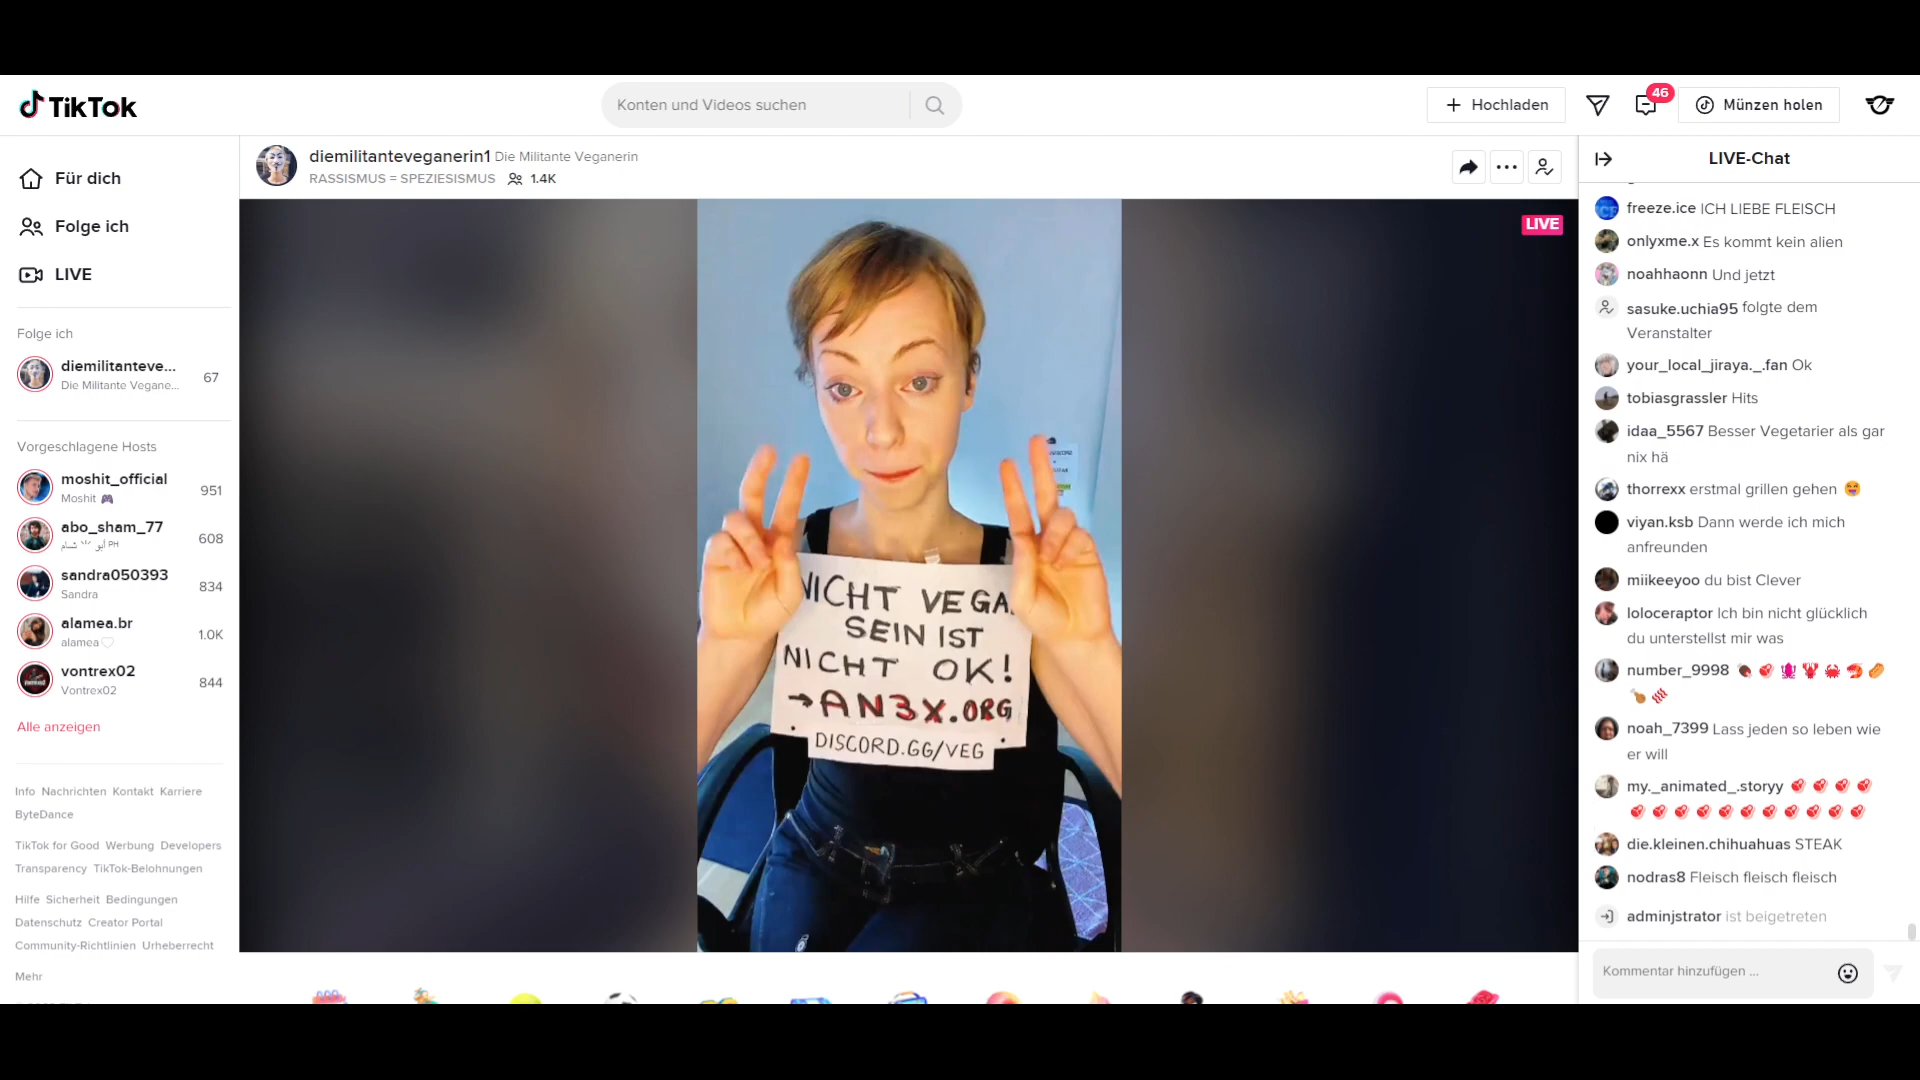 TikTok
Konten und Videos suchen
Hochladen
46
Münzen holen
Für dich
Folge ich
LIVE
Folge ich
diemilitanteve...
Die Militante Vegane...
67
Vorgeschlagene Hosts
moshit_official
Moshit 🎮
951
abo_sham_77
608
sandra050393
Sandra
834
alamea.br
alamea🤍
1.0K
vontrex02
Vontrex02
844
Alle anzeigen
Info Nachrichten Kontakt Karriere
ByteDance
TikTok for Good Werbung Developers
Transparency TikTok-Belohnungen
Hilfe Sicherheit Bedingungen
Datenschutz Creator Portal
Community-Richtlinien Urheberrecht
Mehr
diemilitanteveganerin1 Die Militante Veganerin
RASSISMUS = SPEZIESISMUS 1.4K
LIVE
NICHT VEGA
SEIN IST
NICHT OK!
→AN3X.ORG
DISCORD.GG/VEG
LIVE-Chat
freeze.ice ICH LIEBE FLEISCH
onlyxme.x Es kommt kein alien
noahhaonn Und jetzt
sasuke.uchia95 folgte dem
Veranstalter
your_local_jiraya._.fan Ok
tobiasgrassler Hits
idaa_5567 Besser Vegetarier als gar
nix hä
thorrexx erstmal grillen gehen 😝
viyan.ksb Dann werde ich mich
anfreunden
miikeeyoo du bist Clever
loloceraptor Ich bin nicht glücklich
du unterstellst mir was
number_9998 🍖 🥩 🦑 🦞 🦀 🦐 🌭
🍗 🥓
noah_7399 Lass jeden so leben wie
er will
my._animated_.storyy 🥩 🥩 🥩 🥩
🥩 🥩 🥩 🥩 🥩 🥩 🥩 🥩 🥩 🥩 🥩
die.kleinen.chihuahuas STEAK
nodras8 Fleisch fleisch fleisch
adminjstrator ist beigetreten
Kommentar hinzufügen ...